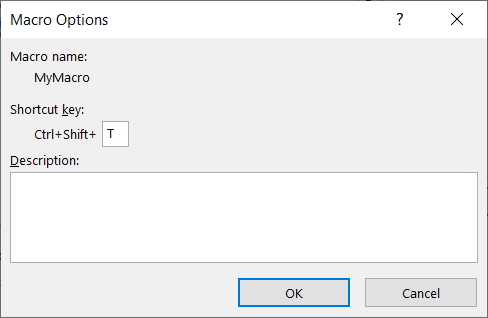 Macro Options
?
Macro name:
MyMacro
Shortcut key:
Ctrl+Shift+ T
Description:
OK Cancel